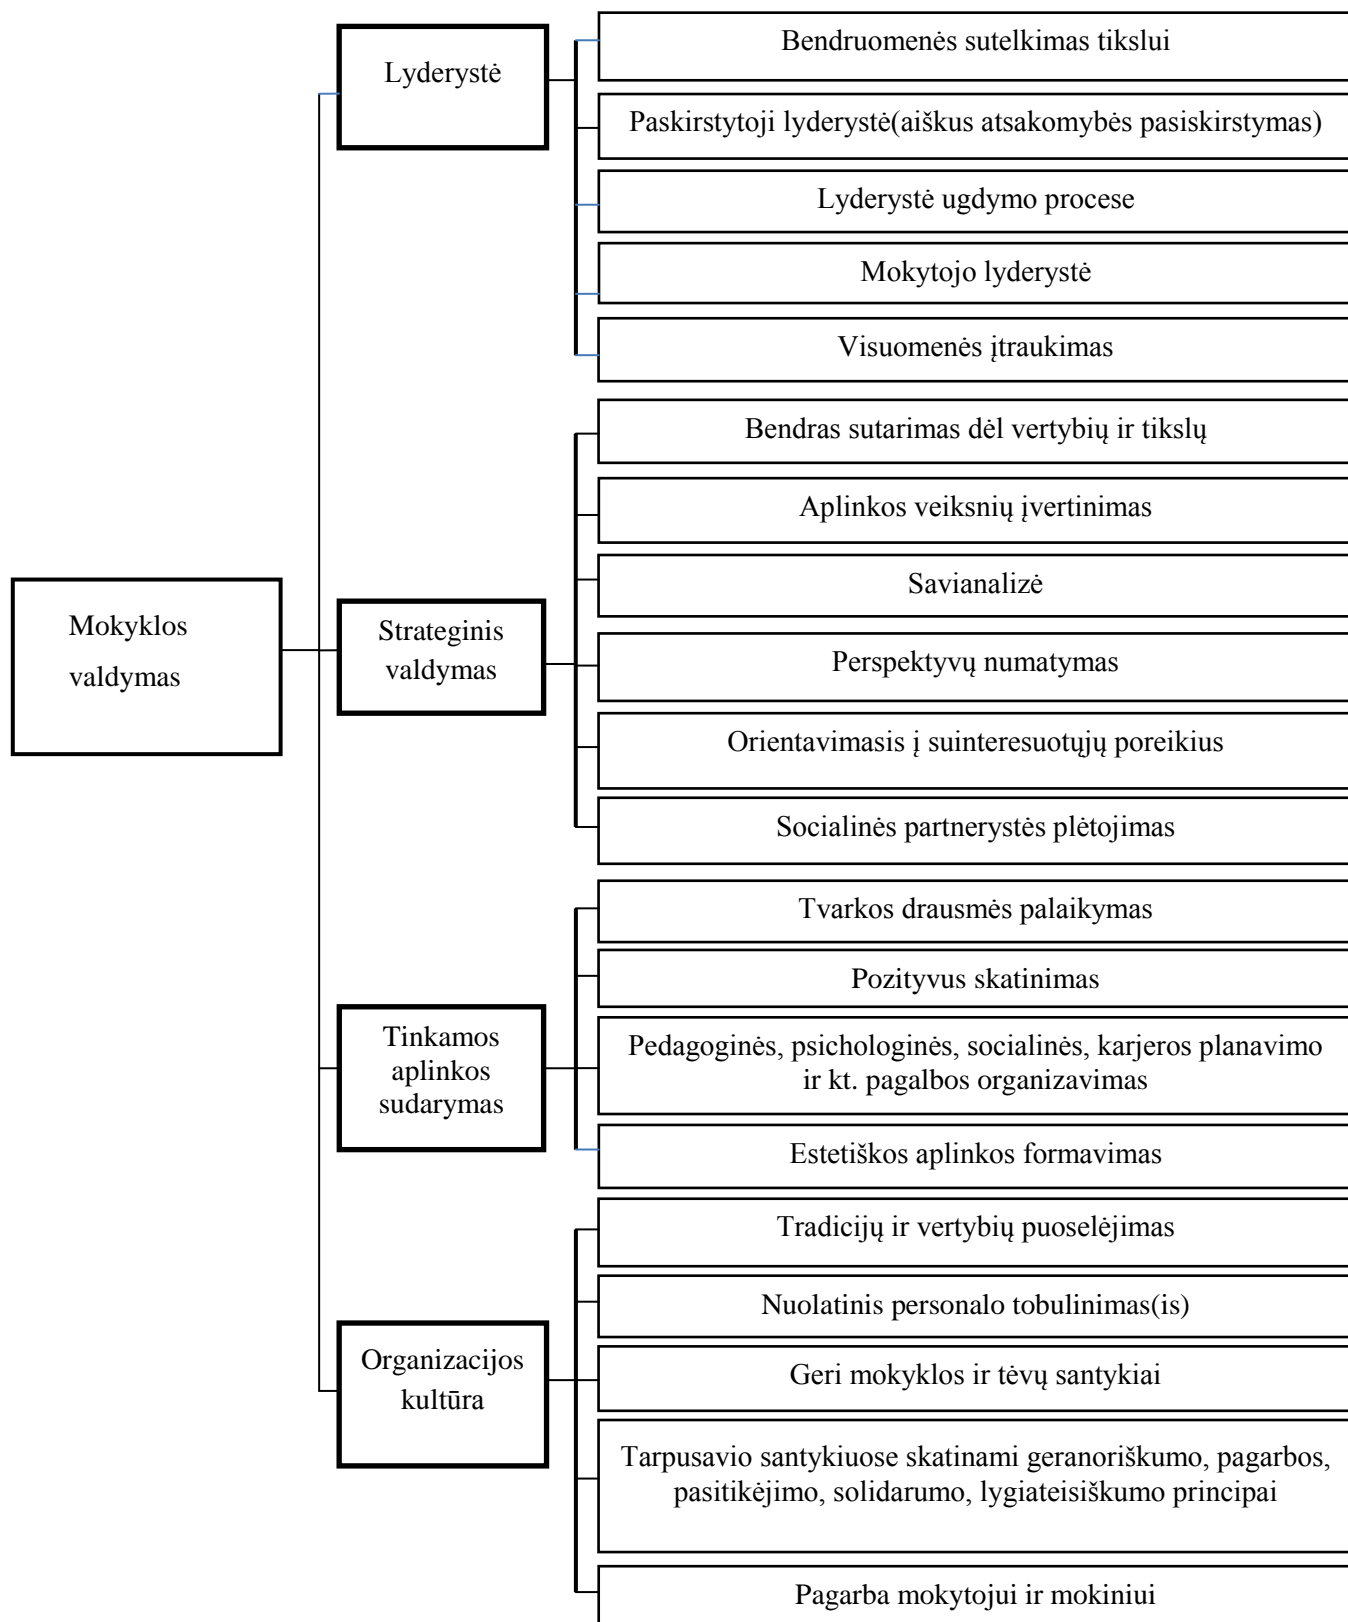 Mokyklos
valdymas
Lyderystė
Bendruomenės sutelkimas tikslui
Paskirstytoji lyderystė(aiškus atsakomybės pasiskirstymas)
Lyderystė ugdymo procese
Mokytojo lyderystė
Visuomenės įtraukimas
Strateginis
valdymas
Bendras sutarimas dėl vertybių ir tikslų
Aplinkos veiksnių įvertinimas
Savianalizė
Perspektyvų numatymas
Orientavimasis į suinteresuotųjų poreikius
Socialinės partnerystės plėtojimas
Tinkamos
aplinkos
sudarymas
Tvarkos drausmės palaikymas
Pozityvus skatinimas
Pedagoginės, psichologinės, socialinės, karjeros planavimo
ir kt. pagalbos organizavimas
Estetiškos aplinkos formavimas
Organizacijos
kultūra
Tradicijų ir vertybių puoselėjimas
Nuolatinis personalo tobulinimas(is)
Geri mokyklos ir tėvų santykiai
Tarpusavio santykiuose skatinami geranoriškumo, pagarbos,
pasitikėjimo, solidarumo, lygiateisiškumo principai
Pagarba mokytojui ir mokiniui